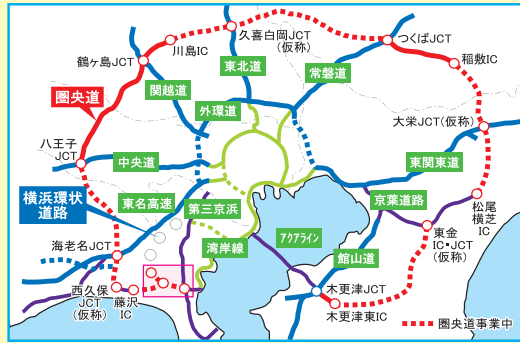 久喜白岡JCT
(仮称)
つくばJCT
川島IC
稲敷IC
鶴ヶ島JCT
東北道
常磐道
関越道
圏央道
外環道
大栄JCT(仮称)
八王子
JCT
中央道
東関東道
横浜環状
道路
東名高速
第三京浜
京葉道路
松尾
横芝
IC
東金
IC・JCT
(仮称)
海老名JCT
湾岸線
アクアライン
館山道
西久保
JCT
(仮称)
藤沢
IC
木更津JCT
木更津東IC
圏央道事業中